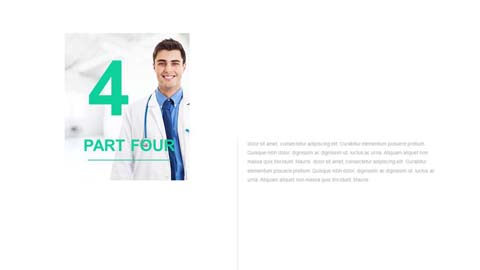 4
PART FOUR
dolor sit amet, consectetur adipiscing elit. Curabitur
elementum posuere pretium.
Quisque nibh dolor, dignissim ac dignissim ut, luctus ac urna. Aliquam aliquet non
massa quis tincidunt. Mauris dolor sit amet, consectetur adipiscing elit. Curabitur
elementum posuere pretium. Quisque nibh dolor, dignissim ac dignissim ut, luctus ac
urna. Aliquam aliquet non massa quis tincidunt. Mauris